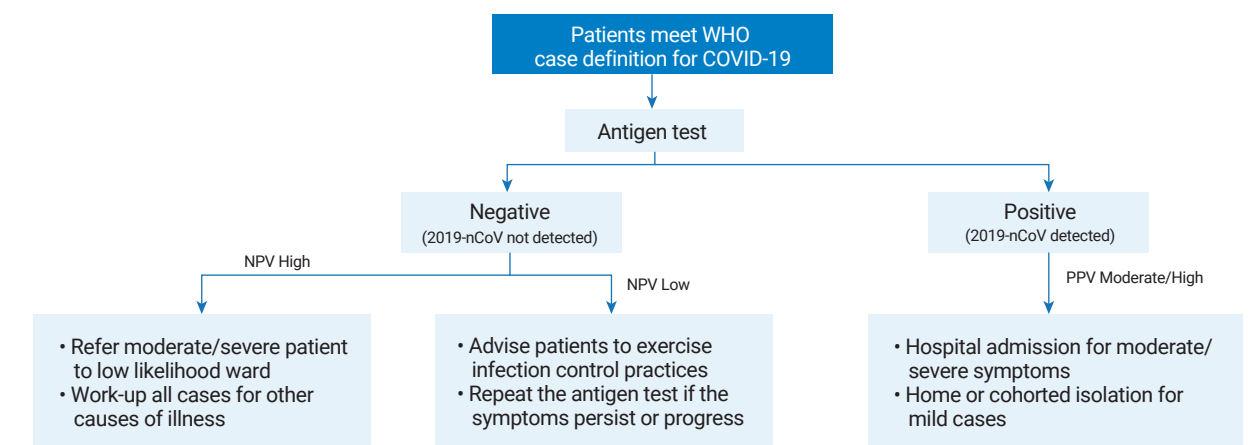 Patients meet WHO
case definition for COVID-19
Antigen test
Negative
(2019-nCoV not detected)
Positive
(2019-nCoV detected)
NPV High
NPV Low
PPV Moderate/High
• Refer moderate/severe patient
to low likelihood ward
• Work-up all cases for other
causes of illness
• Advise patients to exercise
infection control practices
• Repeat the antigen test if the
symptoms persist or progress
• Hospital admission for moderate/
severe symptoms
• Home or cohorted isolation for
mild cases